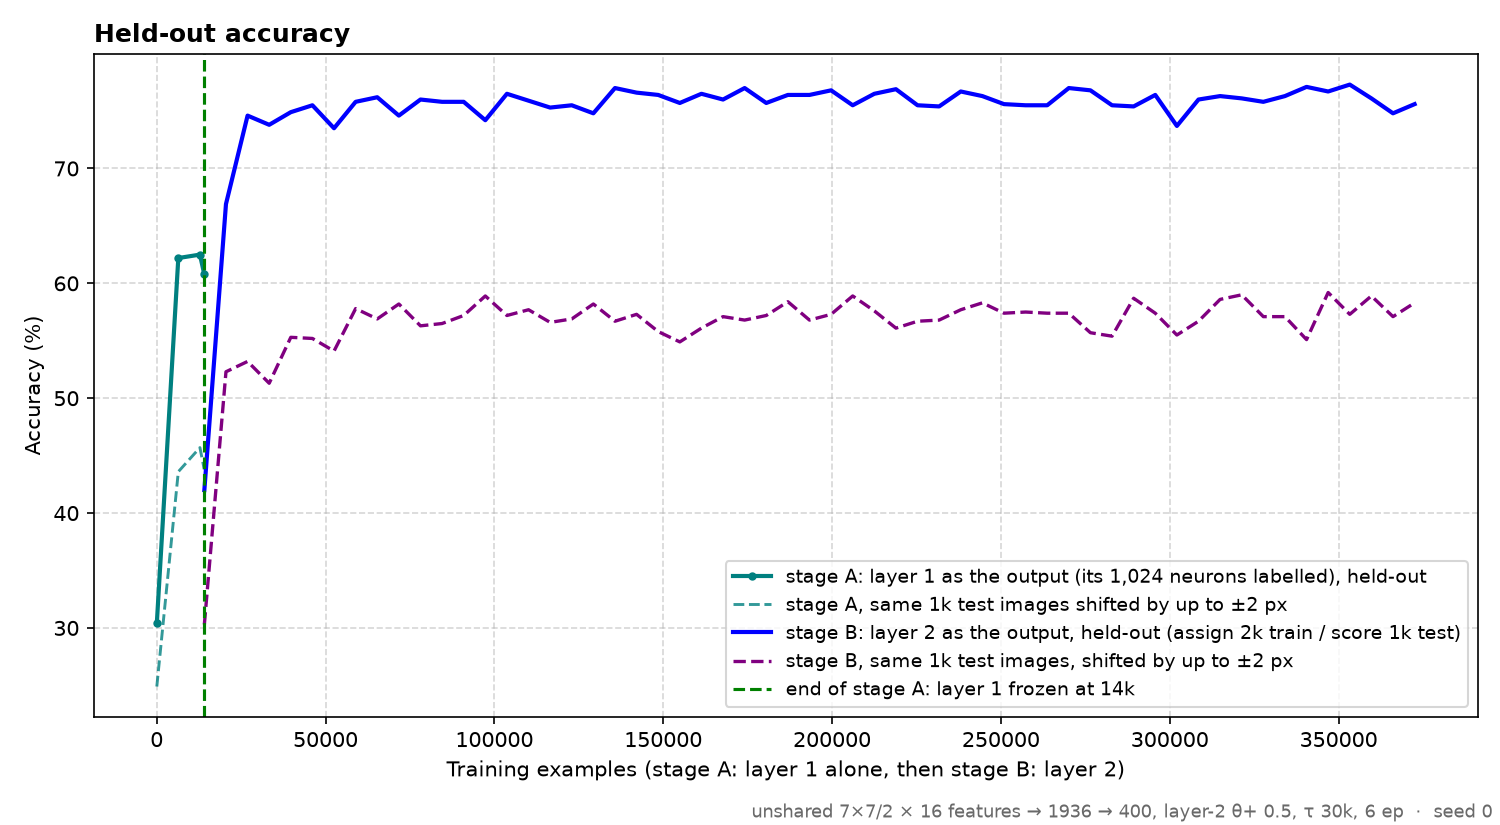 Held-out accuracy
Accuracy (%)
70
60
50
40
30
stage A: layer 1 as the output (its 1,024 neurons labelled), held-out
stage A, same 1k test images shifted by up to ±2 px
stage B: layer 2 as the output, held-out (assign 2k train / score 1k test)
stage B, same 1k test images, shifted by up to ±2 px
end of stage A: layer 1 frozen at 14k
0 50000 100000 150000 200000 250000 300000 350000
Training examples (stage A: layer 1 alone, then stage B: layer 2)
unshared 7×7/2 × 16 features → 1936 → 400, layer-2 θ+ 0.5, τ 30k, 6 ep · seed 0